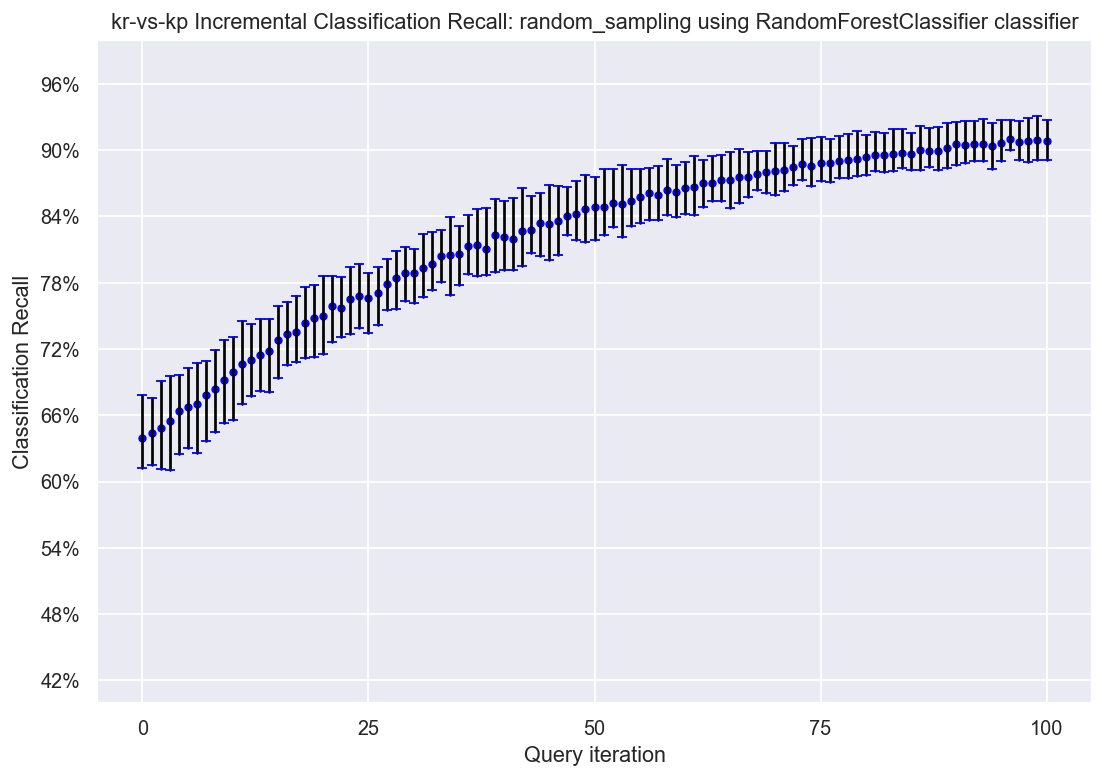 kr-vs-kp Incremental Classification Recall: random_sampling using RandomForestClassifier classifier
96%
90%
84%
78%
72%
66%
60%
54%
48%
42%
Classification Recall
0 25 50 75 100
Query iteration